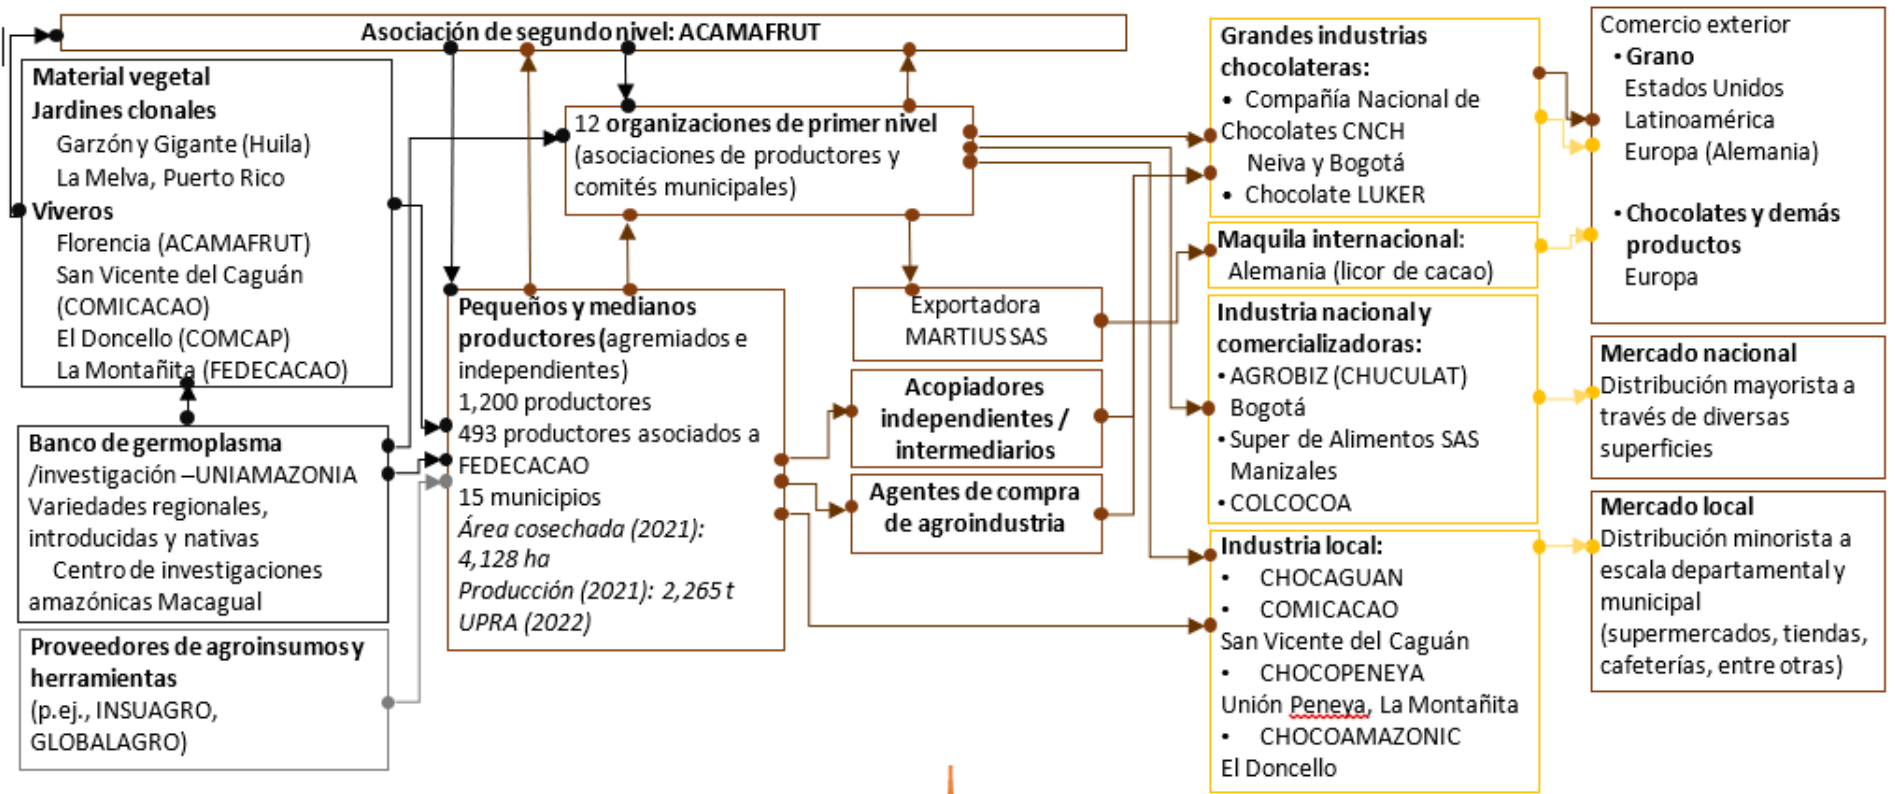 Asociación de segundo nivel: ACAMAFRUT
Material vegetal
Jardines clonales
Garzón y Gigante (Huila)
La Melva, Puerto Rico
Viveros
Florencia (ACAMAFRUT)
San Vicente del Caguán
(COMICACAO)
El Doncello (COMCAP)
La Montañita (FEDECACAO)
Banco de germoplasma
/investigación –UNIAMAZONIA
Variedades regionales,
introducidas y nativas
Centro de investigaciones
amazónicas Macagual
Proveedores de agroinsumos y
herramientas
(p.ej., INSUAGRO,
GLOBALAGRO)
12 organizaciones de primer nivel
(asociaciones de productores y
comités municipales)
Pequeños y medianos
productores (agremiados e
independientes)
1,200 productores
493 productores asociados a
FEDECACAO
15 municipios
Área cosechada (2021):
4,128 ha
Producción (2021): 2,265 t
UPRA (2022)
Exportadora
MARTIUS SAS
Acopiadores
independientes /
intermediarios
Agentes de compra
de agroindustria
Grandes industrias
chocolateras:
• Compañía Nacional de
Chocolates CNCH
Neiva y Bogotá
• Chocolate LUKER
Maquila internacional:
Alemania (licor de cacao)
Industria nacional y
comercializadoras:
• AGROBIZ (CHUCULAT)
Bogotá
• Super de Alimentos SAS
Manizales
• COLCOCOA
Industria local:
• CHOCAGUAN
• COMICACAO
San Vicente del Caguán
• CHOCOPENEYA
Unión Peneya, La Montañita
• CHOCOAMAZONIC
El Doncello
Comercio exterior
• Grano
Estados Unidos
Latinoamérica
Europa (Alemania)
• Chocolates y demás
productos
Europa
Mercado nacional
Distribución mayorista a
través de diversas
superficies
Mercado local
Distribución minorista a
escala departamental y
municipal
(supermercados, tiendas,
cafeterías, entre otras)